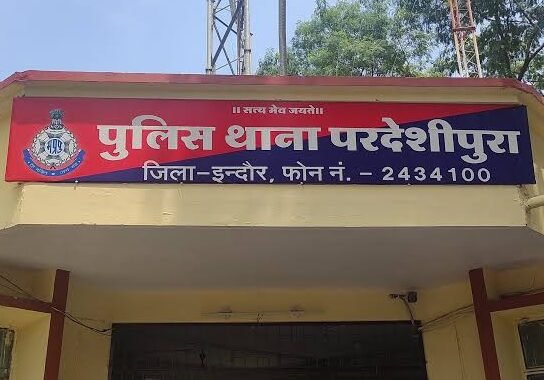 ॥ सत्य मेव जयते॥
पुलिस थाना परदेशीपुरा
जिला-इन्दौर, फोन नं. - 2434100